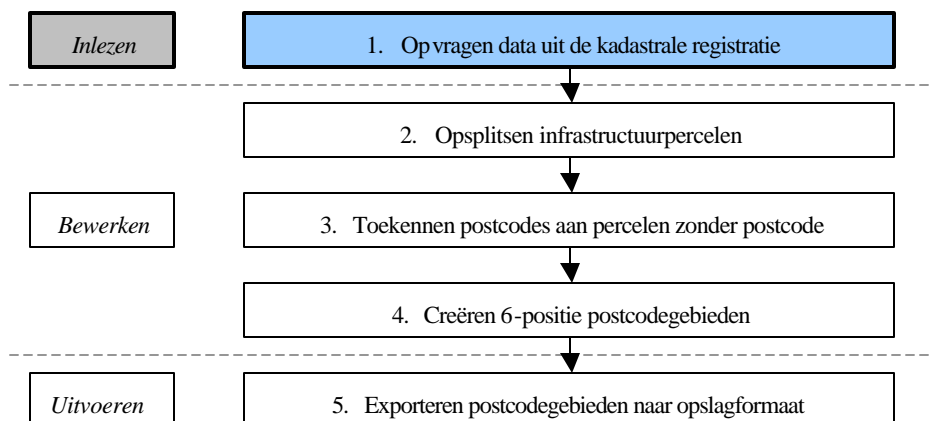 Inlezen
1. Opvragen data uit de kadastrale registratie
2. Opsplitsen infrastructuurpercelen
Bewerken
3. Toekennen postcodes aan percelen zonder postcode
4. Creëren 6-positie postcodegebieden
Uitvoeren
5. Exporteren postcodegebieden naar opslagformaat